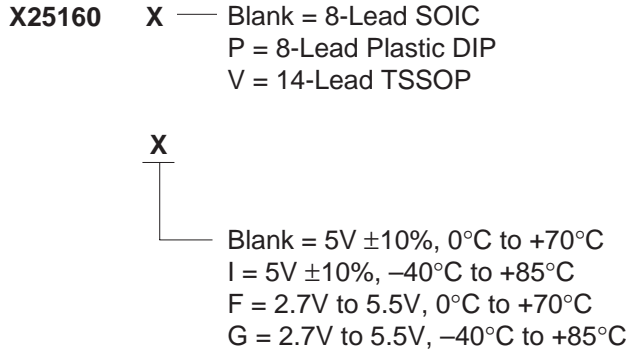 X25160 X Blank = 8-Lead SOIC
P = 8-Lead Plastic DIP
V = 14-Lead TSSOP
X
Blank = 5V ±10%, 0°C to +70°C
I = 5V ±10%, –40°C to +85°C
F = 2.7V to 5.5V, 0°C to +70°C
G = 2.7V to 5.5V, –40°C to +85°C